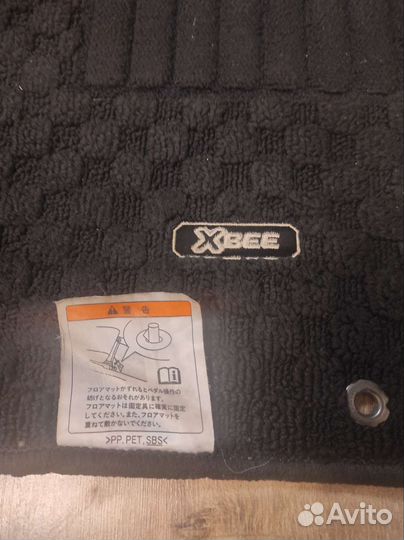 XBEE
⚠ 警告
フロアマットがずれるとペダル操作の
妨げとなるおそれがあります。
フロアマットは固定具に確実に固定
してください。また、フロアマットを
重ねて敷かないでください。
>PP,PET,SBS<
Avito